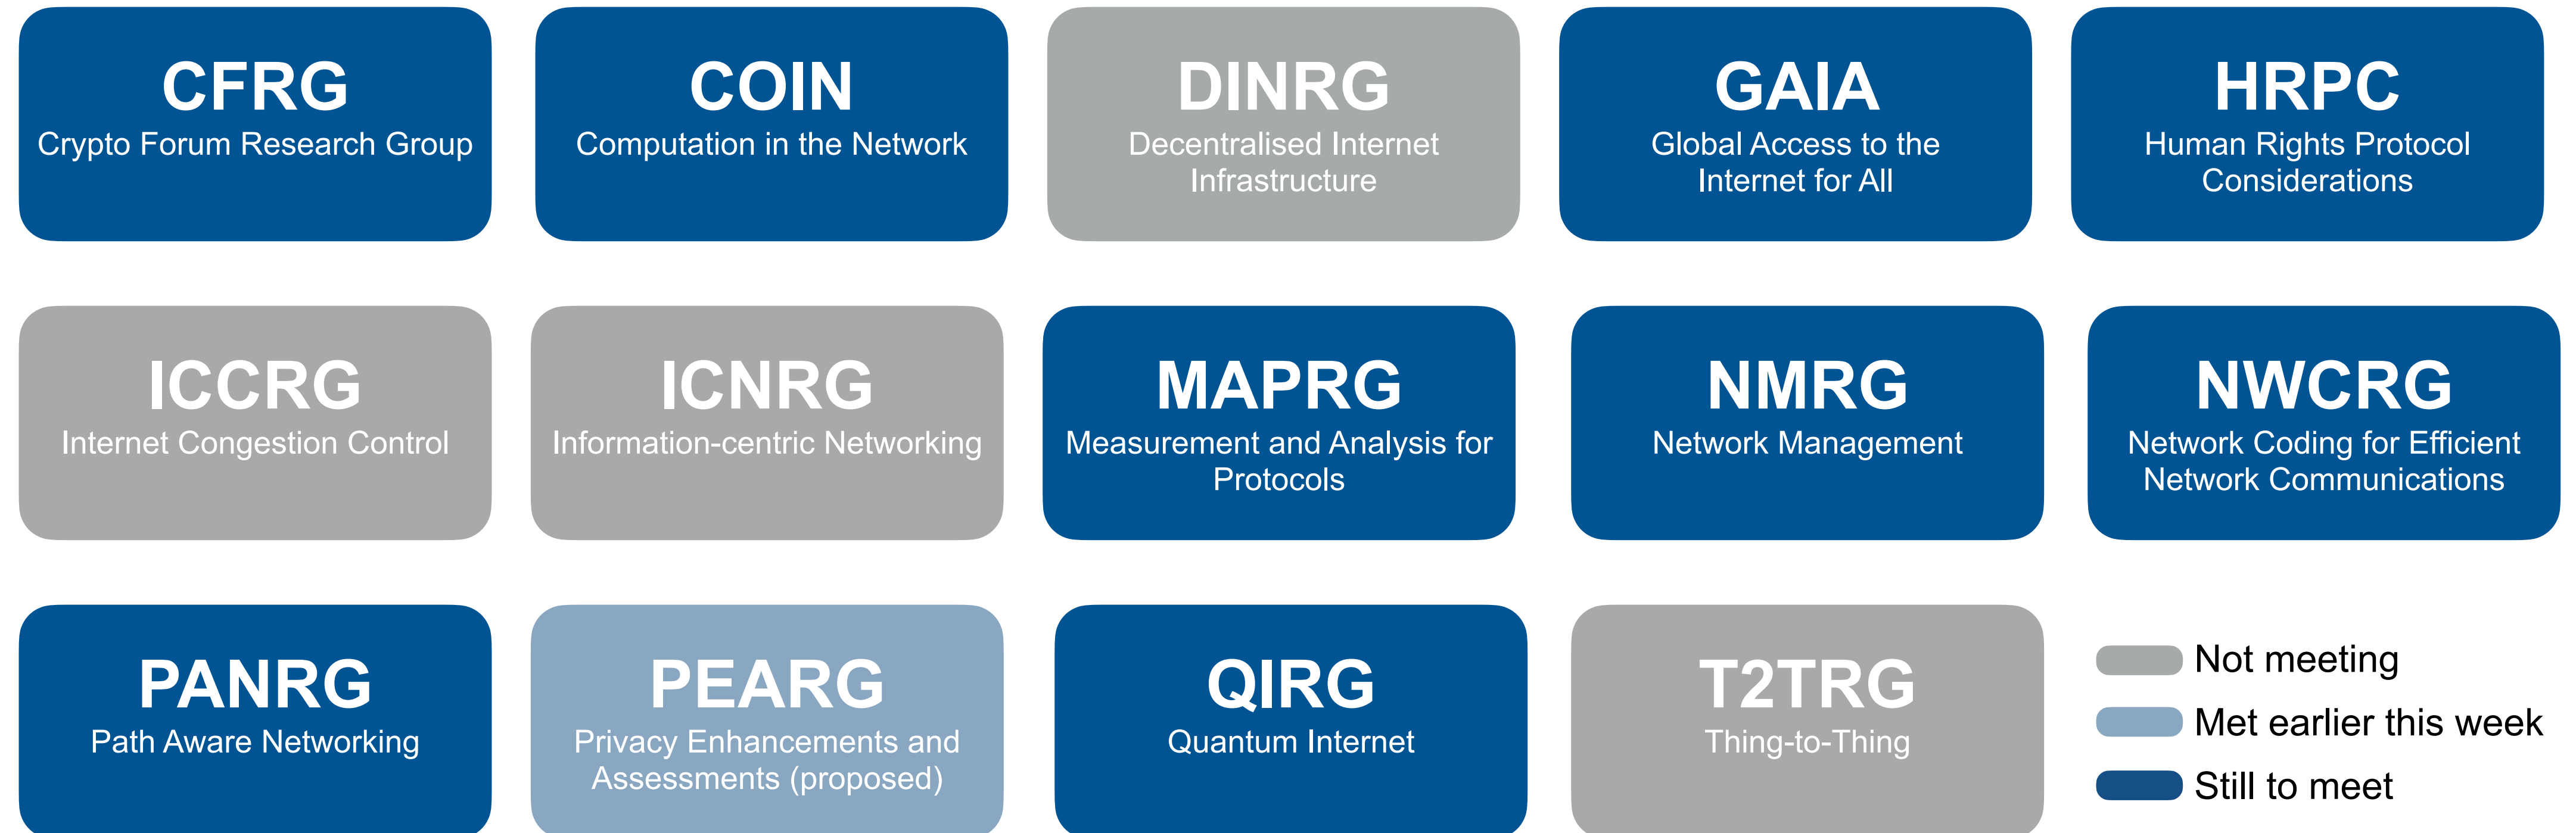 CFRG
Crypto Forum Research Group
COIN
Computation in the Network
DINRG
Decentralised Internet
Infrastructure
GAIA
Global Access to the
Internet for All
HRPC
Human Rights Protocol
Considerations
ICCRG
Internet Congestion Control
ICNRG
Information-centric Networking
MAPRG
Measurement and Analysis for
Protocols
NMRG
Network Management
NWCRG
Network Coding for Efficient
Network Communications
PANRG
Path Aware Networking
PEARG
Privacy Enhancements and
Assessments (proposed)
QIRG
Quantum Internet
T2TRG
Thing-to-Thing
Not meeting
Met earlier this week
Still to meet